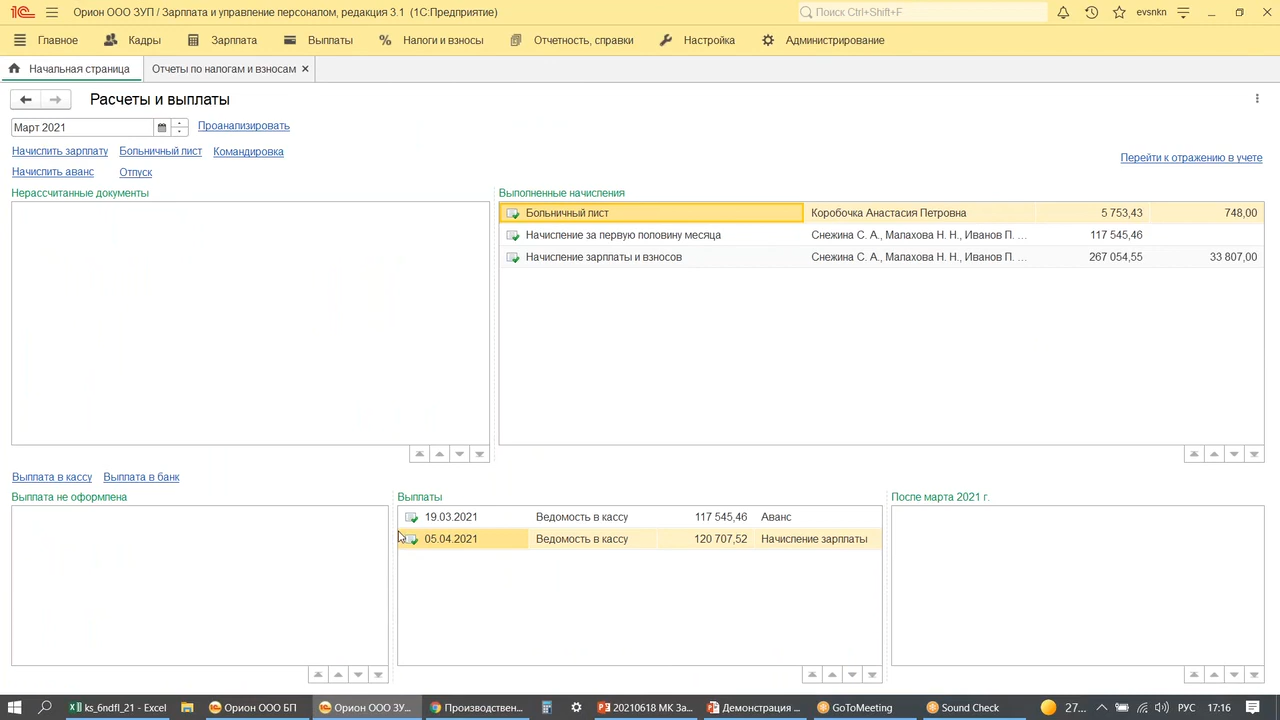 Орион ООО ЗУП / Зарплата и управление персоналом, редакция 3.1 (1С:Предприятие)
Поиск Ctrl+Shift+F
evsnkn
Главное Кадры Зарплата Выплаты Налоги и взносы Отчетность, справки Настройка Администрирование
Начальная страница Отчеты по налогам и взносам
Расчеты и выплаты
Март 2021 Проанализировать
Начислить зарплату Больничный лист Командировка
Перейти к отражению в учете
Начислить аванс Отпуск
Нерассчитанные документы Выполненные начисления
Больничный лист Коробочка Анастасия Петровна 5 753,43 748,00
Начисление за первую половину месяца Снежина С. А., Малахова Н. Н., Иванов П. ... 117 545,46
Начисление зарплаты и взносов Снежина С. А., Малахова Н. Н., Иванов П. ... 267 054,55 33 807,00
Выплата в кассу Выплата в банк
Выплата не оформлена Выплаты После марта 2021 г.
19.03.2021 Ведомость в кассу 117 545,46 Аванс
05.04.2021 Ведомость в кассу 120 707,52 Начисление зарплаты
ks_6ndfl_21 - Excel Орион ООО БП Орион ООО ЗУ... Производствен... 20210618 МК За... Демонстрация ... GoToMeeting Sound Check 27... РУС 17:16